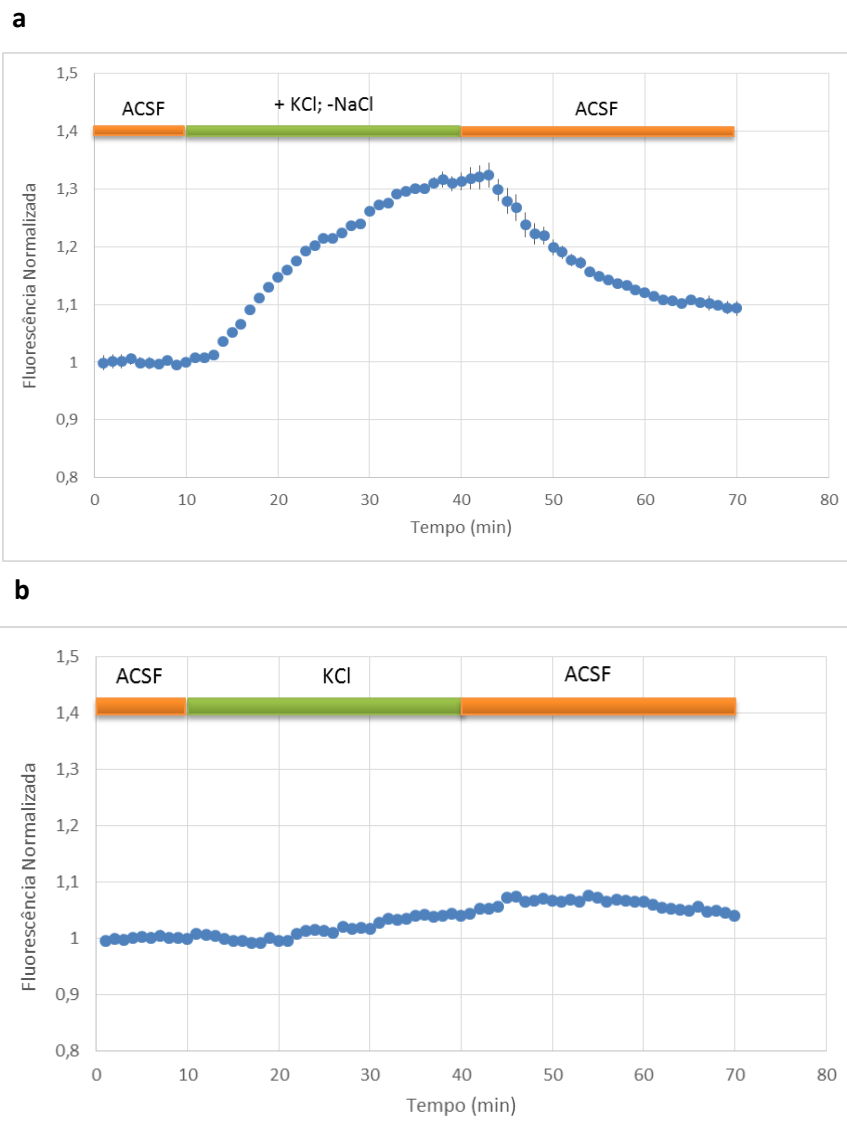 a
1,5
ACSF + KCl; -NaCl ACSF
1,4
1,3
1,2
1,1
1
0,9
0,8
Fluorescência Normalizada
0 10 20 30 40 50 60 70 80
Tempo (min)
b
1,5
ACSF KCl ACSF
1,4
1,3
1,2
1,1
1
0,9
0,8
Fluorescência Normalizada
0 10 20 30 40 50 60 70 80
Tempo (min)